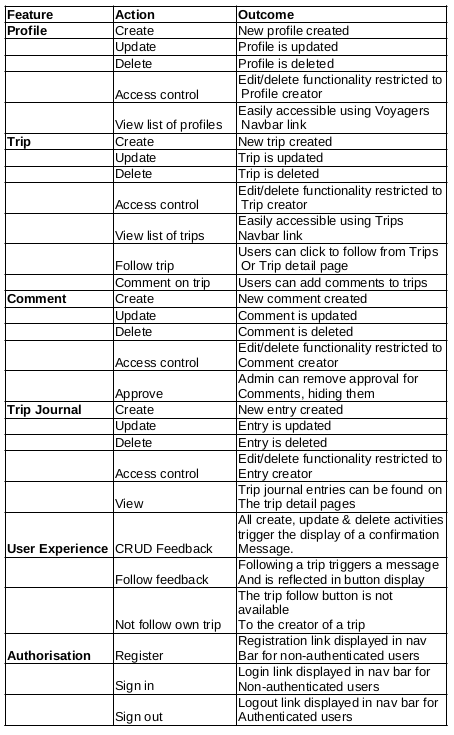 Feature Action Outcome
Profile Create New profile created
Update Profile is updated
Delete Profile is deleted
Edit/delete functionality restricted to
Access control Profile creator
Easily accessible using Voyagers
View list of profiles Navbar link
Trip Create New trip created
Update Trip is updated
Delete Trip is deleted
Edit/delete functionality restricted to
Access control Trip creator
Easily accessible using Trips
View list of trips Navbar link
Users can click to follow from Trips
Follow trip Or Trip detail page
Comment on trip Users can add comments to trips
Comment Create New comment created
Update Comment is updated
Delete Comment is deleted
Edit/delete functionality restricted to
Access control Comment creator
Admin can remove approval for
Approve Comments, hiding them
Trip Journal Create New entry created
Update Entry is updated
Delete Entry is deleted
Edit/delete functionality restricted to
Access control Entry creator
Trip journal entries can be found on
View The trip detail pages
All create, update & delete activities
trigger the display of a confirmation
User Experience CRUD Feedback Message.
Following a trip triggers a message
Follow feedback And is reflected in button display
The trip follow button is not
available
Not follow own trip To the creator of a trip
Registration link displayed in nav
Authorisation Register Bar for non-authenticated users
Login link displayed in nav bar for
Sign in Non-authenticated users
Logout link displayed in nav bar for
Sign out Authenticated users